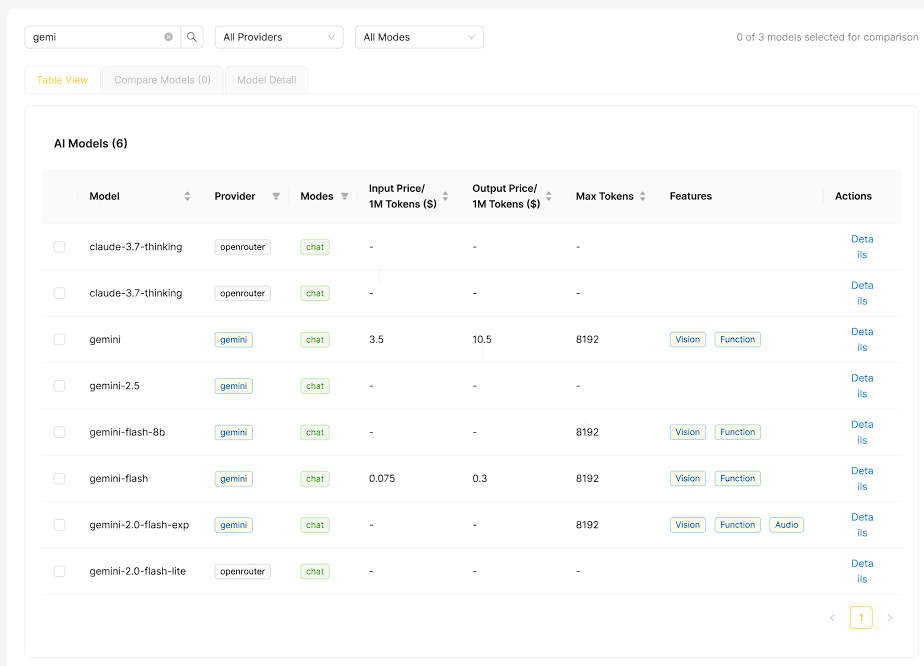 gemi All Providers All Modes 0 of 3 models selected for comparison
Table View Compare Models (0) Model Detail
AI Models (6)
Model Provider Modes Input Price/ 1M Tokens ($) Output Price/ 1M Tokens ($) Max Tokens Features Actions
claude-3.7-thinking openrouter chat - - - Deta
ils
claude-3.7-thinking openrouter chat - - - Deta
ils
gemini gemini chat 3.5 10.5 8192 Vision Function Deta
ils
gemini-2.5 gemini chat - - - Deta
ils
gemini-flash-8b gemini chat - - 8192 Vision Function Deta
ils
gemini-flash gemini chat 0.075 0.3 8192 Vision Function Deta
ils
gemini-2.0-flash-exp gemini chat - - 8192 Vision Function Audio Deta
ils
gemini-2.0-flash-lite openrouter chat - - - Deta
ils
1